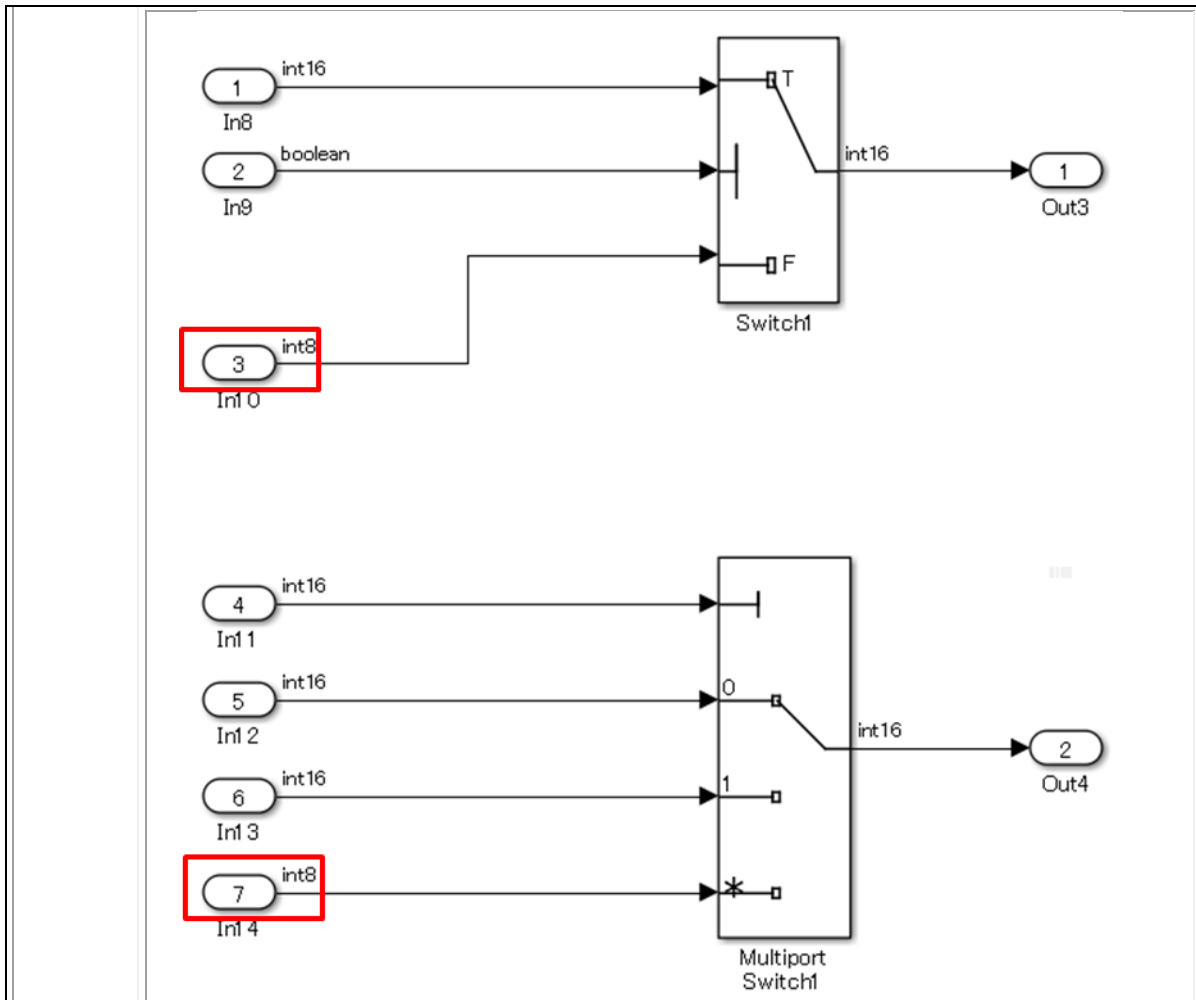 int16
1
T
In8
boolean
int16
2
1
In9
Out3
F
Switch1
int8
3
In10
int16
4
In11
int16
0
5
int16
In12
2
int16
1
Out4
6
In13
int8
*
7
In14
Multiport
Switch1